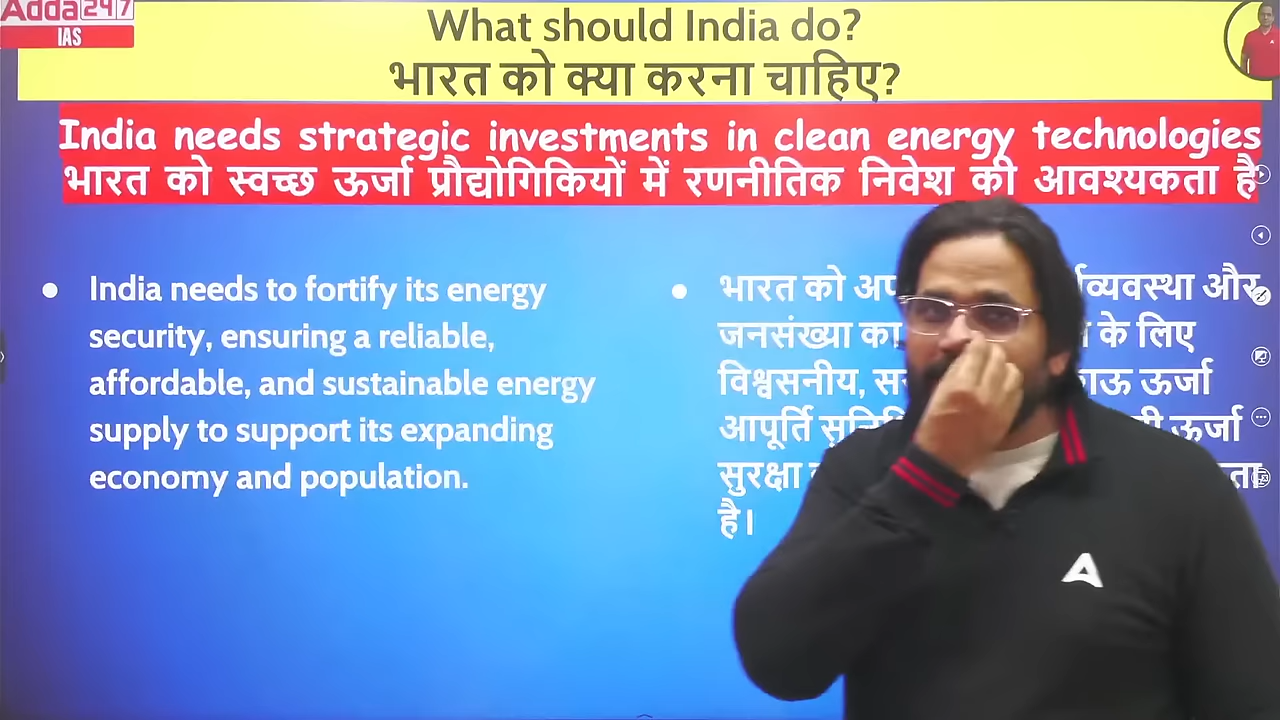 Adda247
IAS
What should India do?
भारत को क्या करना चाहिए?
India needs strategic investments in clean energy technologies
भारत को स्वच्छ ऊर्जा प्रौद्योगिकियों में रणनीतिक निवेश की आवश्यकता है
India needs to fortify its energy
security, ensuring a reliable,
affordable, and sustainable energy
supply to support its expanding
economy and population.
भारत को और
जनसंख्या के लिए
विश्वसनीय, ऊर्जा
आपूर्ति ऊर्जा
सुरक्षा
है।
A